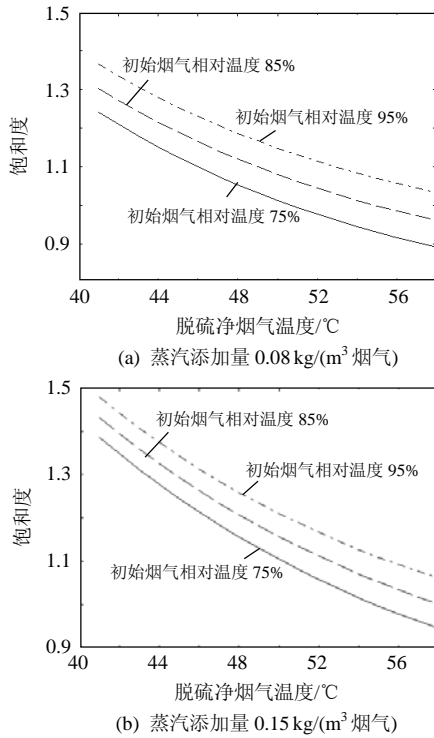 1.5
1.3
1.1
0.9
饱和度
初始烟气相对温度 85%
初始烟气相对温度 95%
初始烟气相对温度 75%
40 44 48 52 56
脱硫净烟气温度/℃
(a) 蒸汽添加量 0.08 kg/(m³ 烟气)
1.5
1.3
1.1
0.9
饱和度
初始烟气相对温度 85%
初始烟气相对温度 95%
初始烟气相对温度 75%
40 44 48 52 56
脱硫净烟气温度/℃
(b) 蒸汽添加量 0.15 kg/(m³ 烟气)